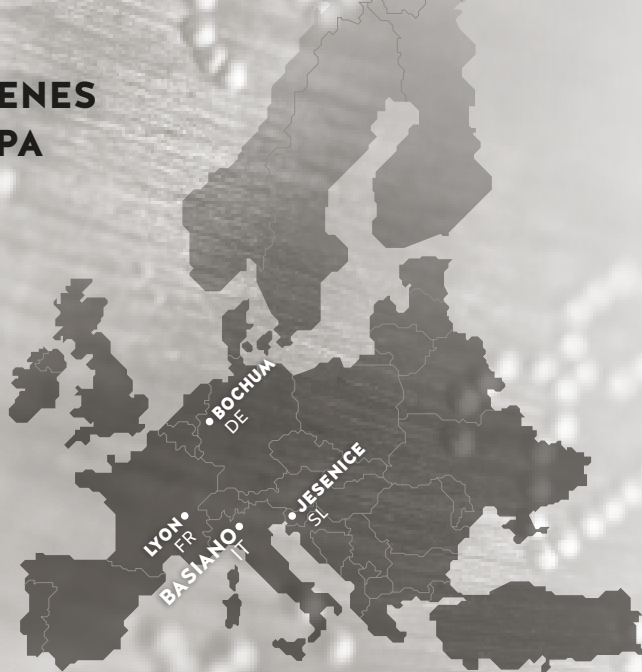 ENES
PA
BOCHUM
DE
JESENICE
SL
LYON
FR
BASIANO
IT